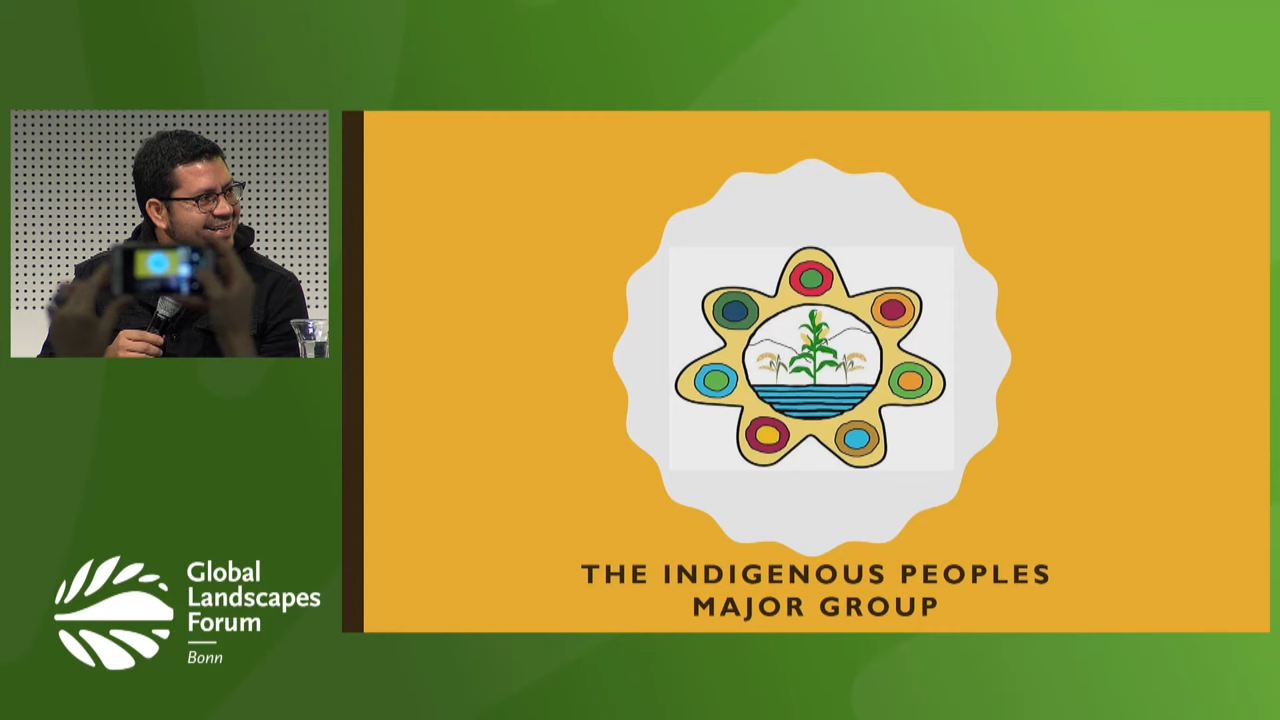 THE INDIGENOUS PEOPLES
MAJOR GROUP
Global
Landscapes
Forum
Bonn